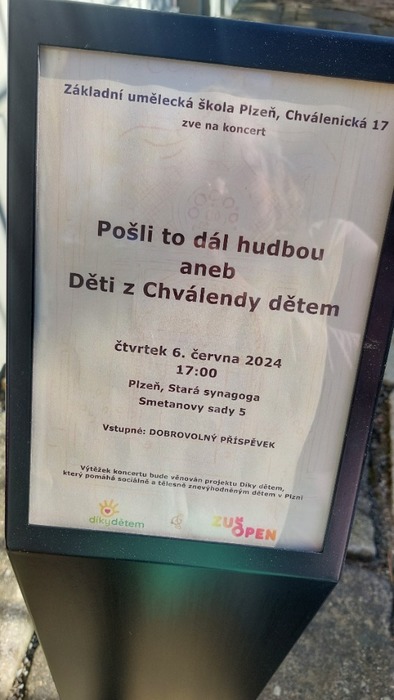 Základní umělecká škola Plzeň, Chválenická 17
zve na koncert
Pošli to dál hudbou
aneb
Děti z Chválendy dětem
čtvrtek 6. června 2024
17:00
Plzeň, Stará synagoga
Smetanovy sady 5
Vstupné: DOBROVOLNÝ PŘÍSPĚVEK
Výtěžek koncertu bude věnován projektu Díky dětem,
který pomáhá sociálně a tělesně znevýhodněným dětem v Plzni
díkydětem
ZUŠ
OPEN